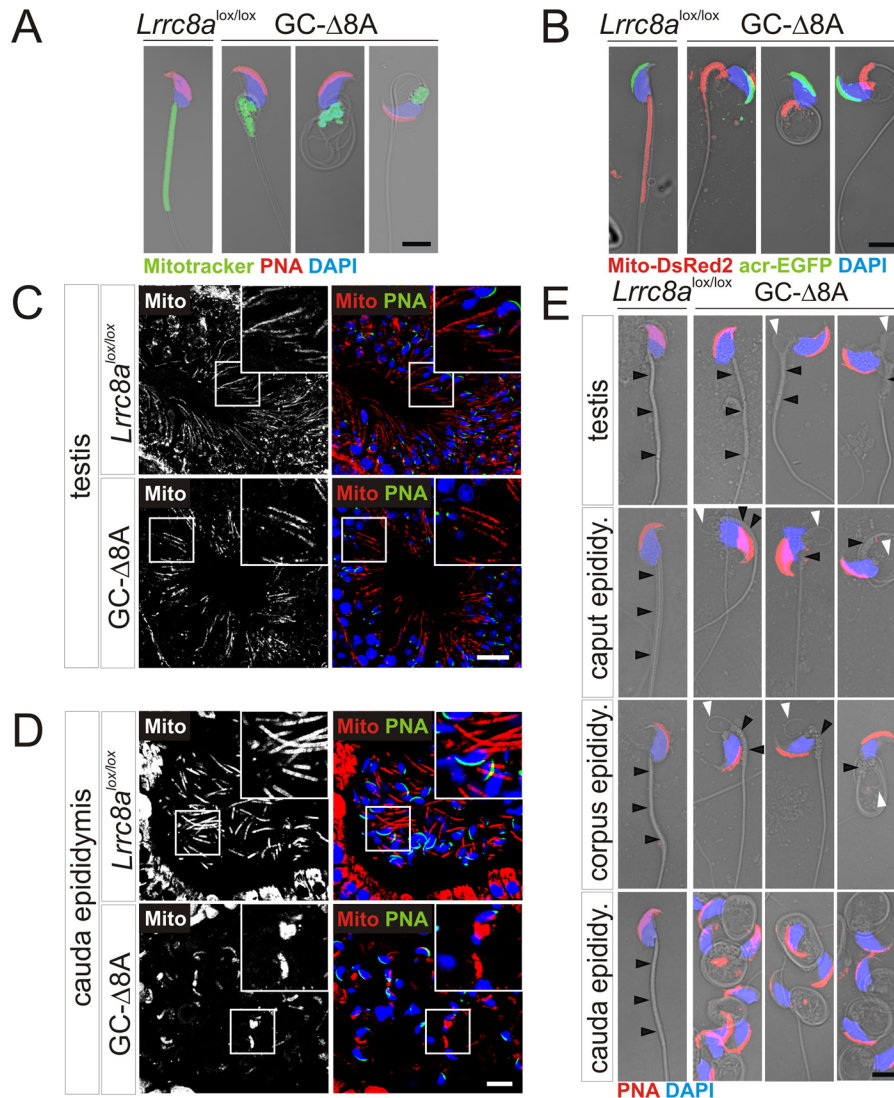 A
Lrrc8a lox/lox GC-Δ8A
Mitotracker PNA DAPI
B
Lrrc8a lox/lox GC-Δ8A
Mito-DsRed2 acr-EGFP DAPI
C
testis
Lrrc8a lox/lox
Mito
Mito PNA
GC-Δ8A
Mito
Mito PNA
D
cauda epididymis
Lrrc8a lox/lox
Mito
Mito PNA
GC-Δ8A
Mito
Mito PNA
E
Lrrc8a lox/lox GC-Δ8A
testis
caput epididy.
corpus epididy.
cauda epididy.
PNA DAPI